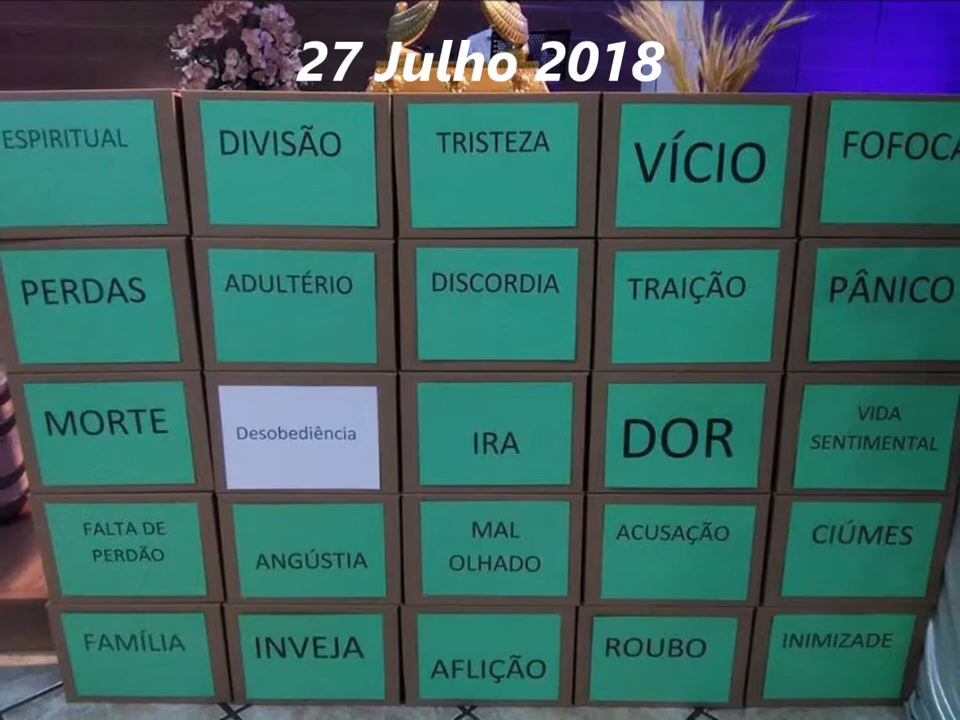 27 Julho 2018
ESPIRITUAL
DIVISÃO
TRISTEZA
VÍCIO
FOFOCA
PERDAS
ADULTÉRIO
DISCORDIA
TRAIÇÃO
PÂNICO
MORTE
Desobediência
IRA
DOR
VIDA
SENTIMENTAL
FALTA DE
PERDÃO
ANGÚSTIA
MAL
OLHADO
ACUSAÇÃO
CIÚMES
FAMÍLIA
INVEJA
AFLIÇÃO
ROUBO
INIMIZADE